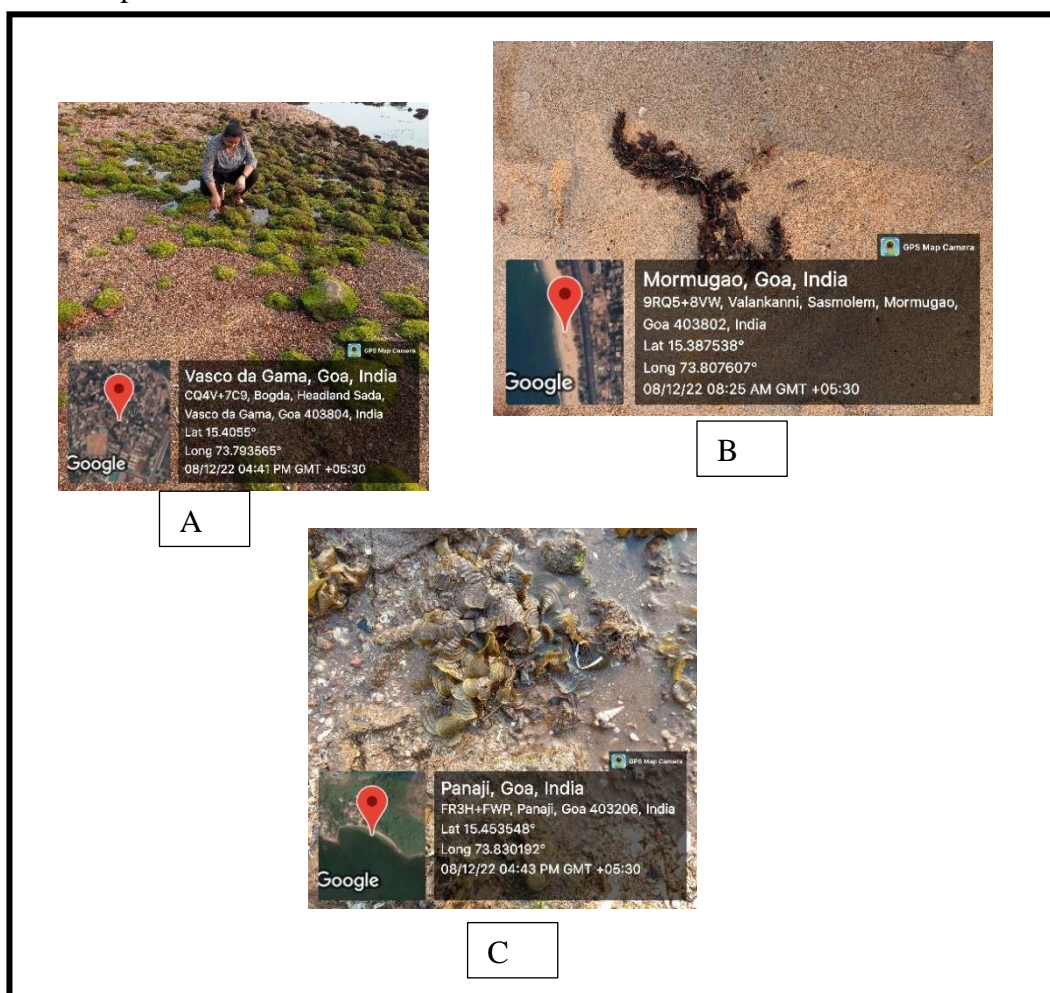 GPS Map Camera
Vasco da Gama, Goa, India
CQ4V+7C9, Bogda, Headland Sada,
Vasco da Gama, Goa 403804, India
Lat 15.4055°
Long 73.793565°
08/12/22 04:41 PM GMT +05:30
Google
A
GPS Map Camera
Mormugao, Goa, India
9RQ5+8VW, Valankanni, Sasmolem, Mormugao,
Goa 403802, India
Lat 15.387538°
Long 73.807607°
08/12/22 08:25 AM GMT +05:30
Google
B
GPS Map Camera
Panaji, Goa, India
FR3H+FWP, Panaji, Goa 403206, India
Lat 15.453548°
Long 73.830192°
08/12/22 04:43 PM GMT +05:30
Google
C